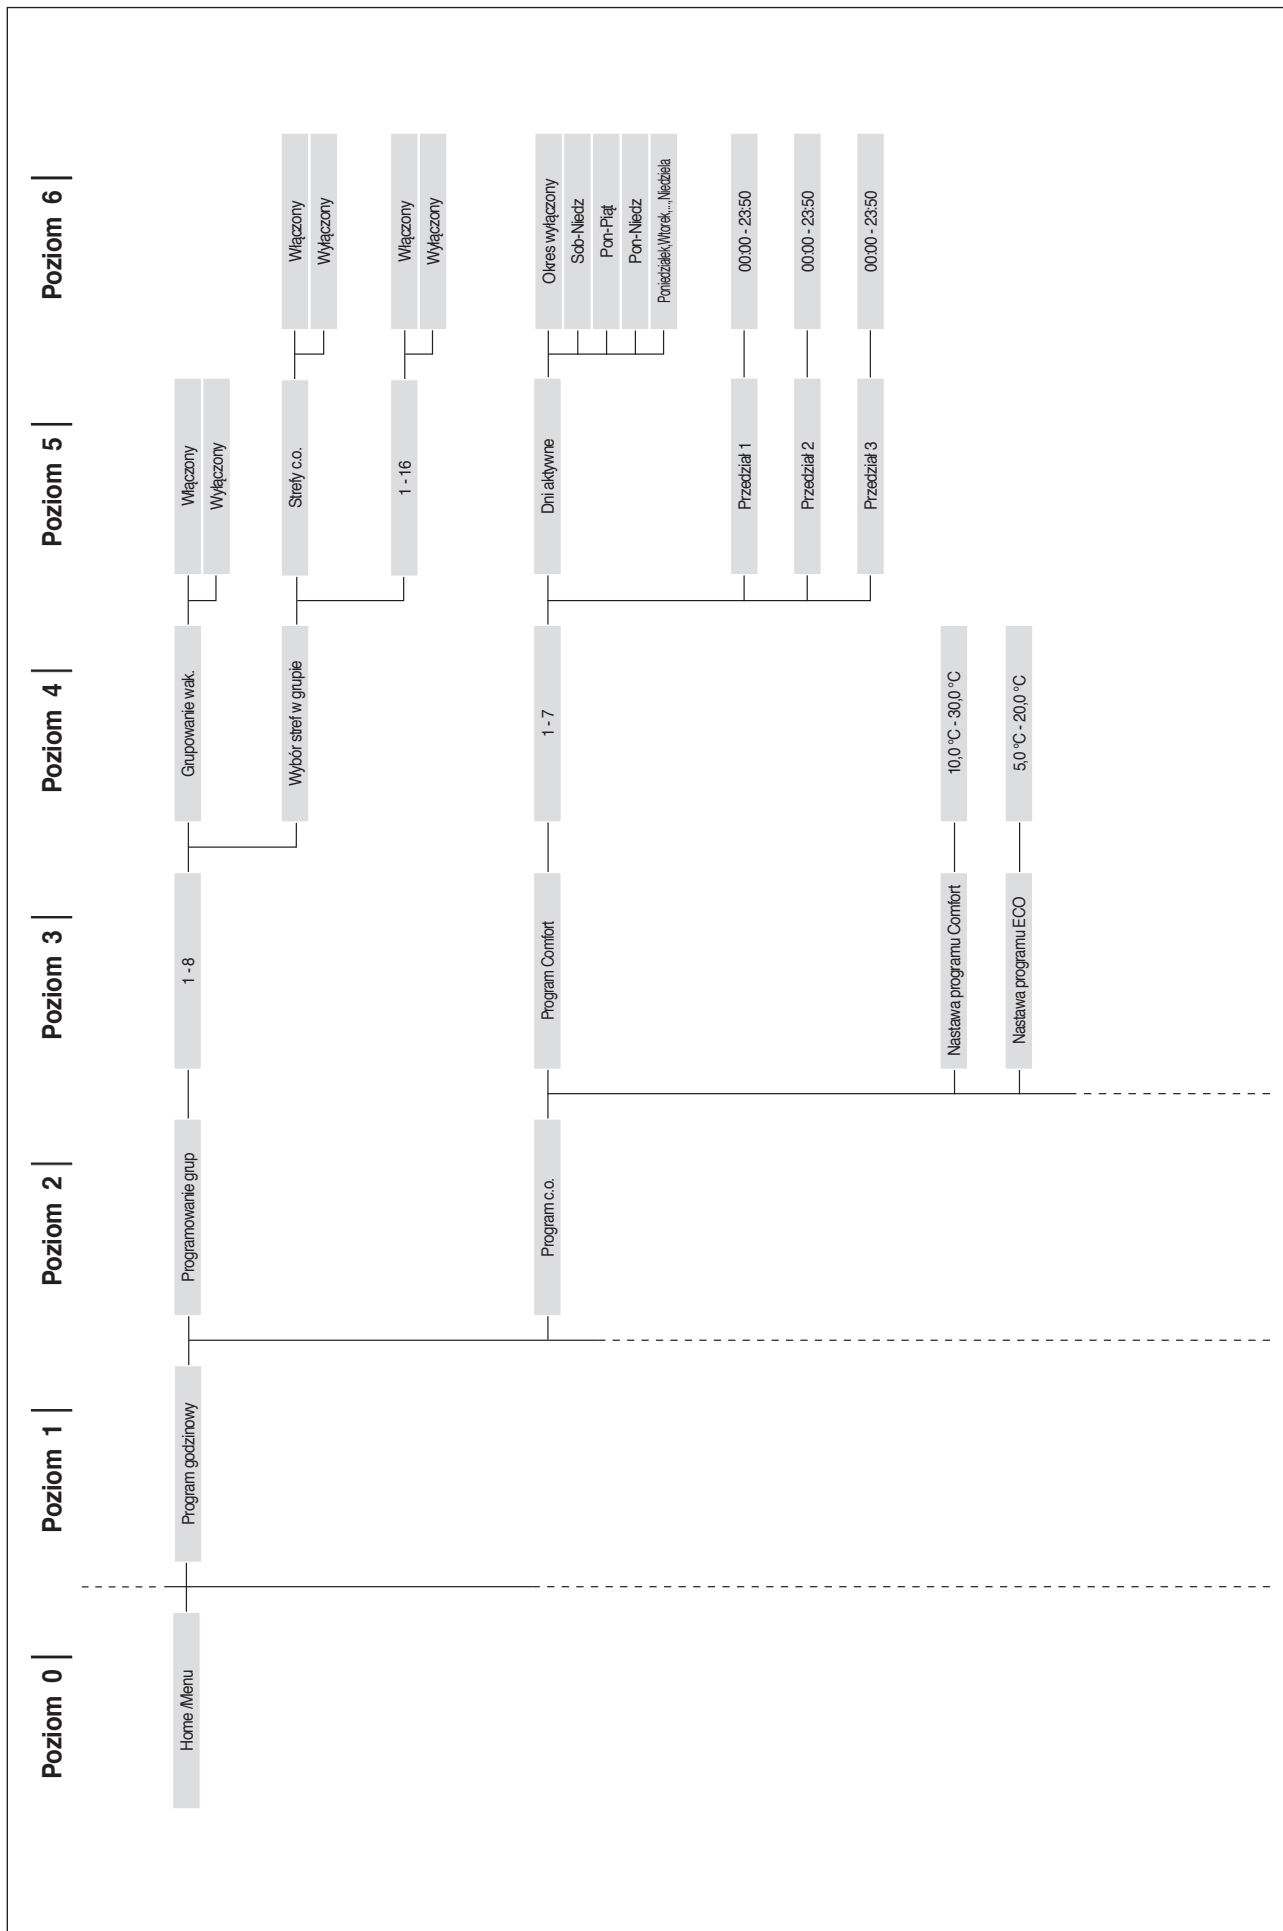 Poziom 0
Poziom 1
Poziom 2
Poziom 3
Poziom 4
Poziom 5
Poziom 6
Home /Menu
Program godzinowy
Programowanie grup
1 - 8
Grupowanie wak.
Włączony
Wyłączony
Wybór stref w grupie
Strefy c.o.
Włączony
Wyłączony
1 - 16
Włączony
Wyłączony
Program c.o.
Program Comfort
1 - 7
Dni aktywne
Okres wyłączony
Sob-Niedz
Pon-Piąt
Pon-Niedz
Poniedziałek,Wtorek,...,Niedziela
Przedział 1
00:00 - 23:50
Przedział 2
00:00 - 23:50
Przedział 3
00:00 - 23:50
Nastawa programu Comfort
10,0 °C - 30,0 °C
Nastawa programu ECO
5,0 °C - 20,0 °C